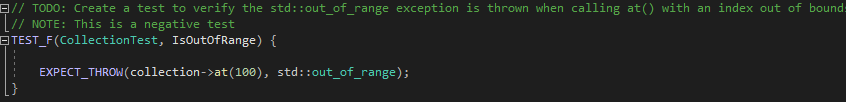 // TODO: Create a test to verify the std::out_of_range exception is thrown when calling at() with an index out of bounds
// NOTE: This is a negative test
TEST_F(CollectionTest, IsOutOfRange) {
EXPECT_THROW(collection->at(100), std::out_of_range);
}